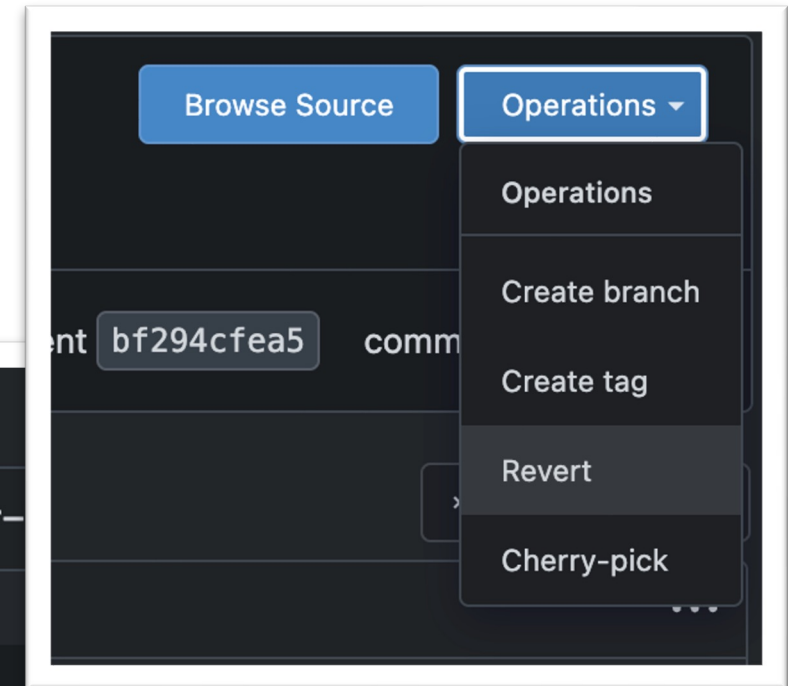 Browse Source
Operations
Operations
Create branch
ent bf294cfea5 comm
Create tag
Revert
Cherry-pick